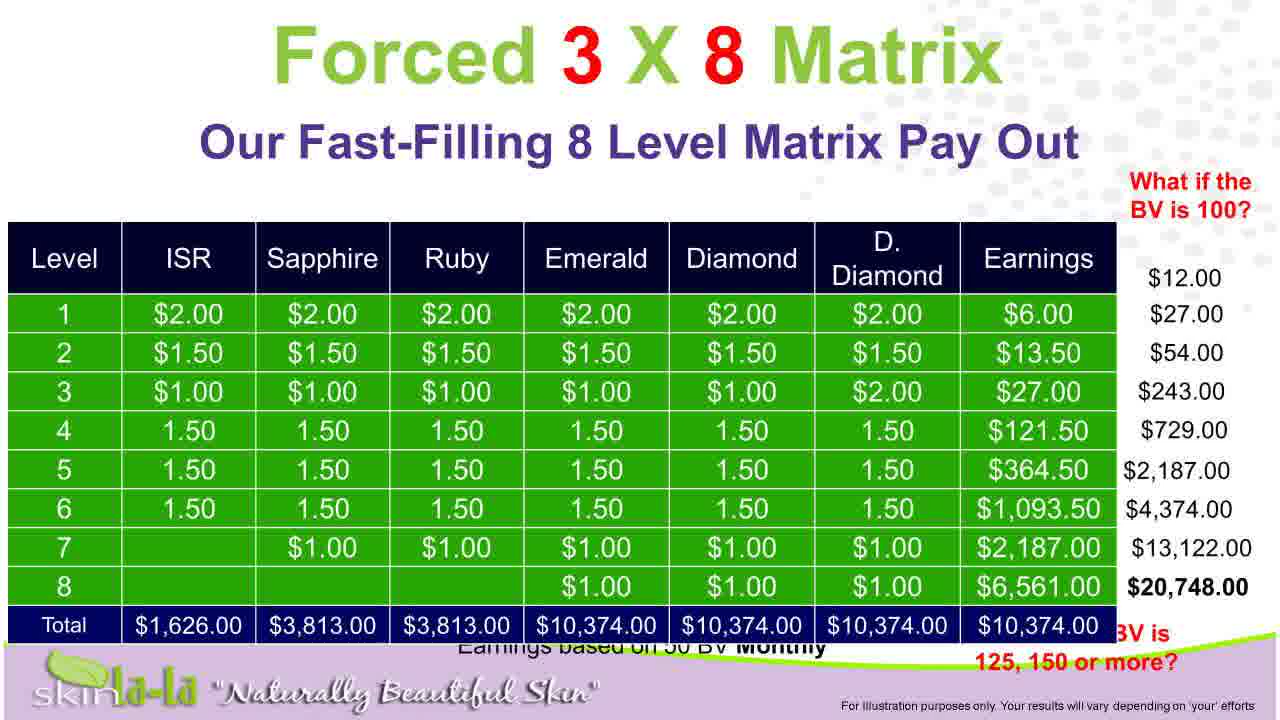 Forced 3 X 8 Matrix
Our Fast-Filling 8 Level Matrix Pay Out
What if the
BV is 100?
Level ISR Sapphire Ruby Emerald Diamond D. Diamond Earnings
$12.00
1 $2.00 $2.00 $2.00 $2.00 $2.00 $2.00 $6.00 $27.00
2 $1.50 $1.50 $1.50 $1.50 $1.50 $1.50 $13.50 $54.00
3 $1.00 $1.00 $1.00 $1.00 $1.00 $2.00 $27.00 $243.00
4 1.50 1.50 1.50 1.50 1.50 1.50 $121.50 $729.00
5 1.50 1.50 1.50 1.50 1.50 1.50 $364.50 $2,187.00
6 1.50 1.50 1.50 1.50 1.50 1.50 $1,093.50 $4,374.00
7 $1.00 $1.00 $1.00 $1.00 $1.00 $2,187.00 $13,122.00
8 $1.00 $1.00 $1.00 $6,561.00 $20,748.00
Total $1,626.00 $3,813.00 $3,813.00 $10,374.00 $10,374.00 $10,374.00 $10,374.00
BV is
Earnings based on 50 BV Monthly
125, 150 or more?
skin la-la "Naturally Beautiful Skin"
For Illustration purposes only. Your results will vary depending on 'your' efforts